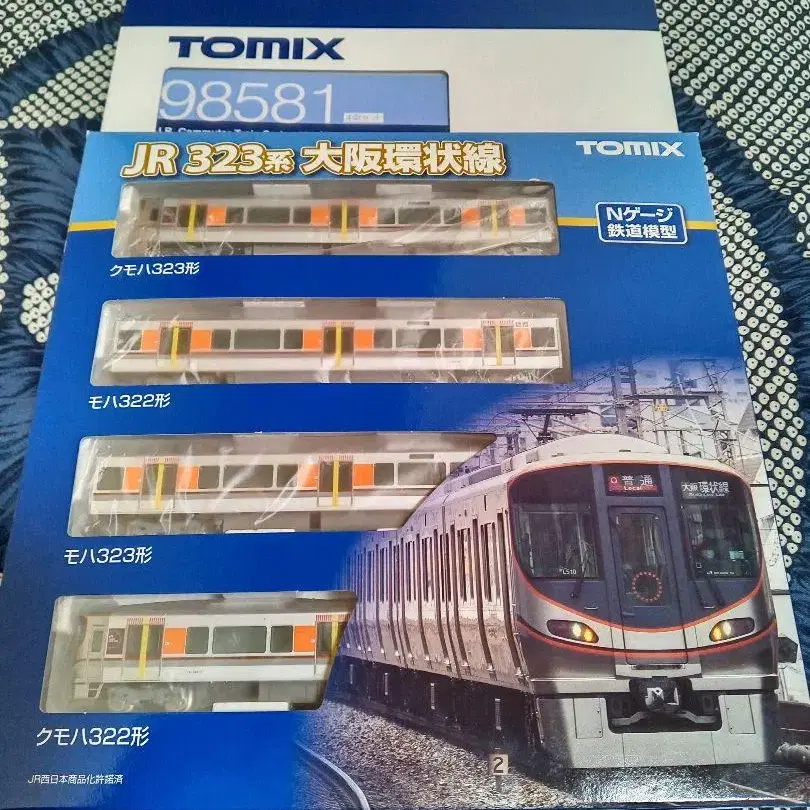 TOMIX
98581
JR 323系 大阪環状線
TOMIX
Nゲージ
鉄道模型
クモハ323形
モハ322形
モハ323形
クモハ322形
普通
Local
大阪環状線
LS10
2
JR西日本商品化許諾済